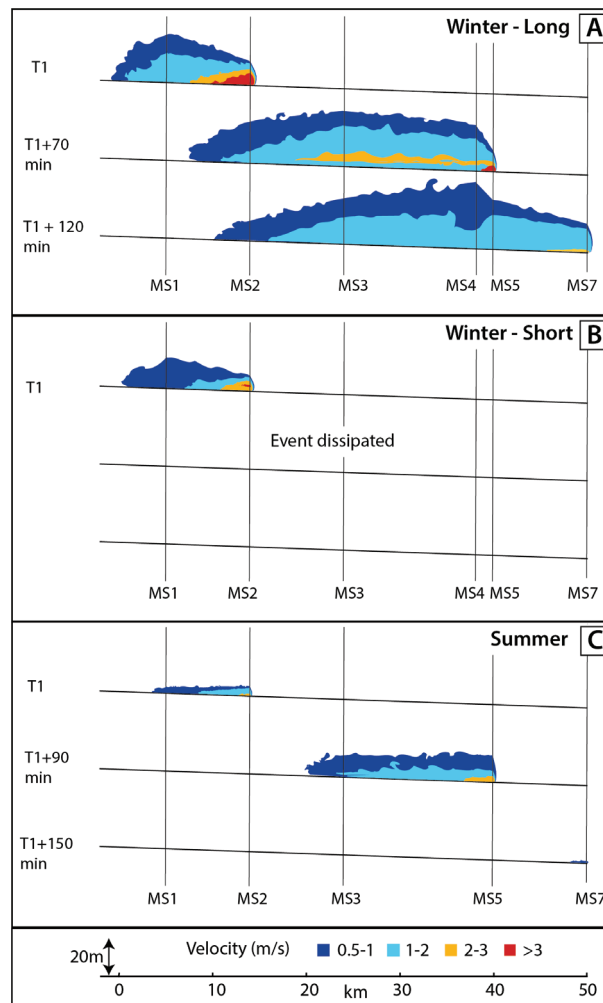 Winter - Long A
T1
T1+70
min
T1 + 120
min
MS1 MS2 MS3 MS4 MS5 MS7
Winter - Short B
T1
Event dissipated
MS1 MS2 MS3 MS4 MS5 MS7
Summer C
T1
T1+90
min
T1+150
min
MS1 MS2 MS3 MS5 MS7
20m Velocity (m/s) 0.5-1 1-2 2-3 >3
0 10 20 30 km 40 50